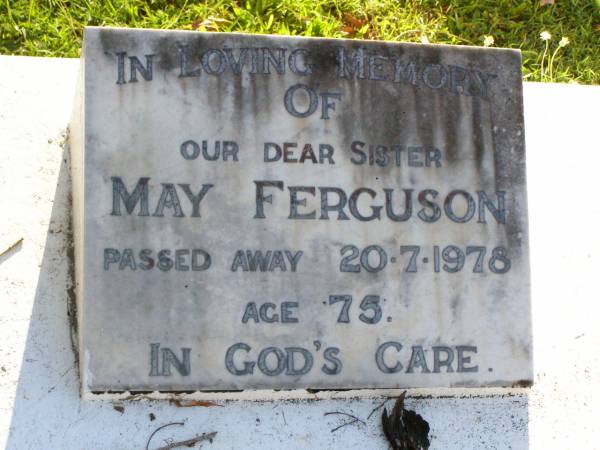 In Loving Memory
Of
Our Dear Sister
May Ferguson
Passed Away 20·7·1978
Age 75.
In God's Care.